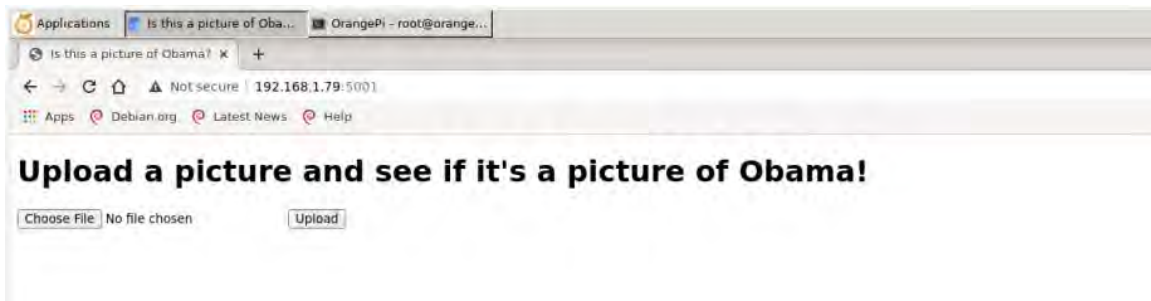 Applications Is this a picture of Oba... OrangePi - root@orange...
Is this a picture of Obama? × +
Not secure 192.168.1.79:5001
Apps Debian.org Latest News Help
Upload a picture and see if it's a picture of Obama!
Choose File No file chosen Upload